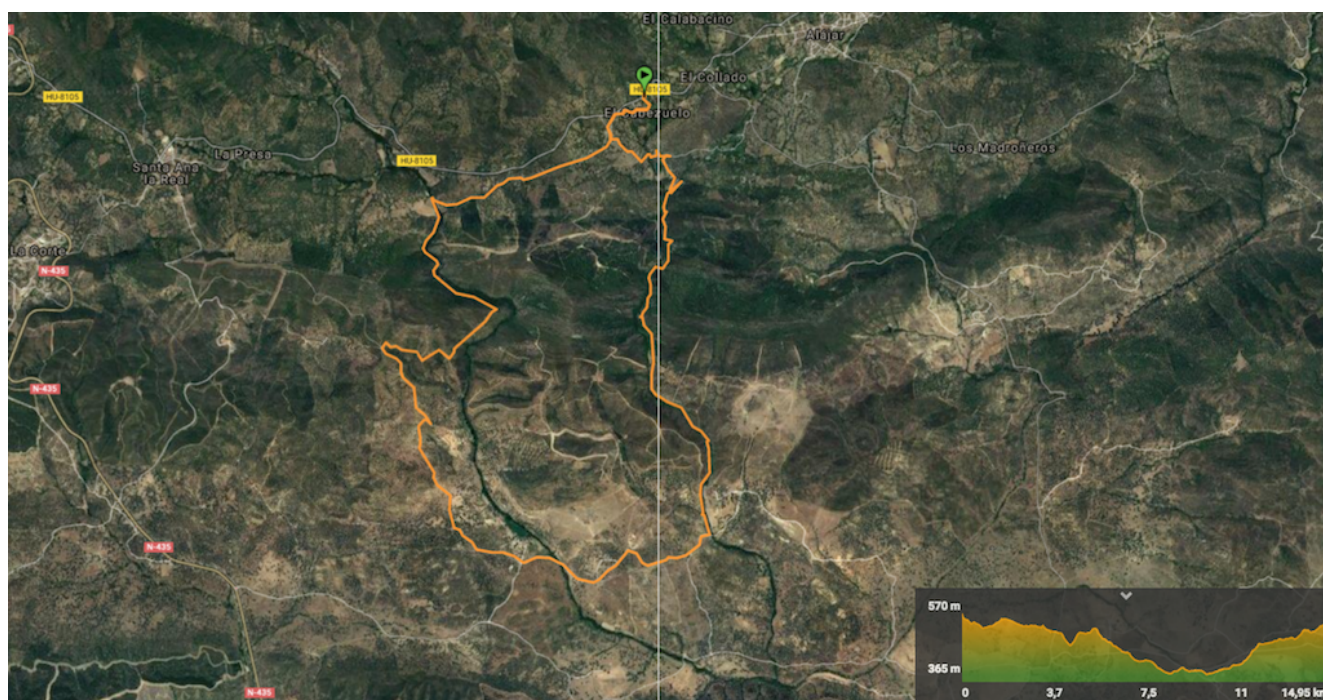 El Calabacino
Alájar
El Collado
HU-8105
HU-8105
El Cabezuelo
La Presa
HU-8105
Los Madroñeros
Santa Ana
la Real
La Corte
N-435
N-435
N-435
570 m
365 m
0
3,7
7,5
11
14,95
N-435